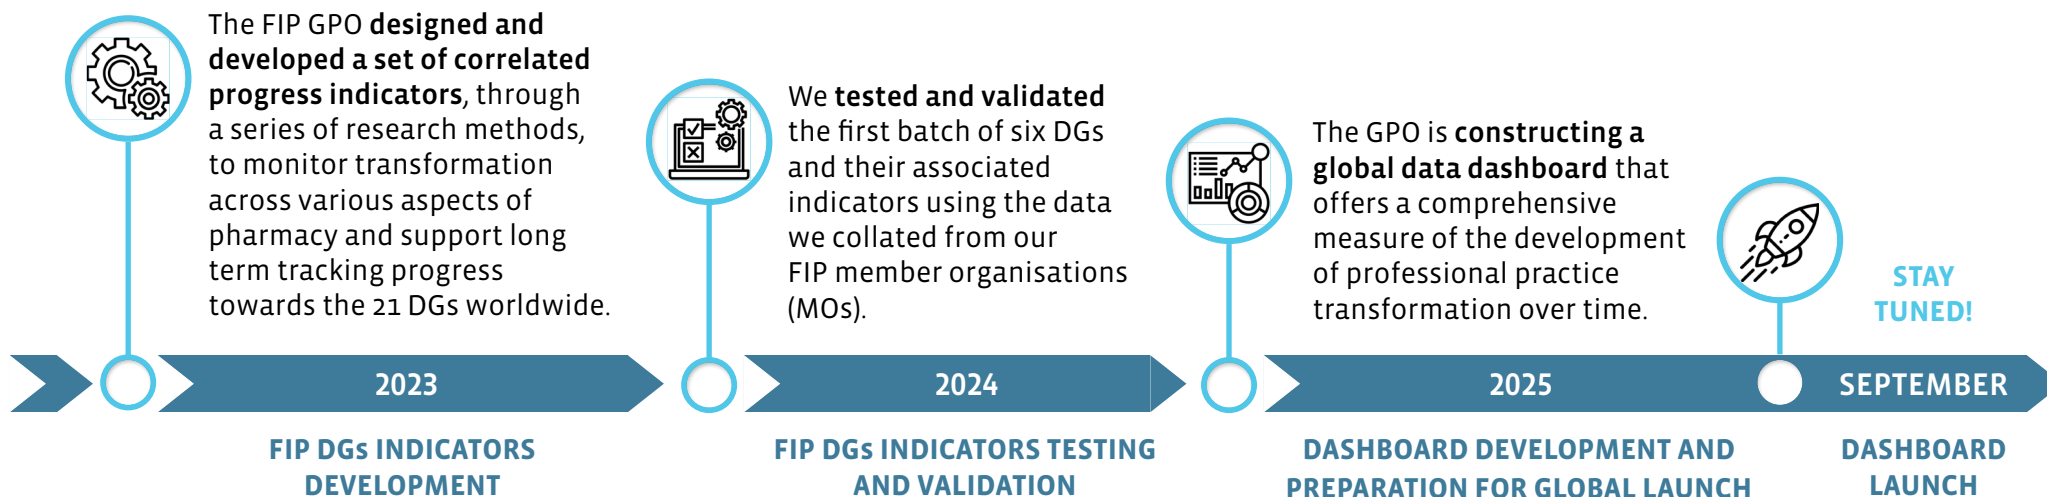 The FIP GPO designed and
developed a set of correlated
progress indicators, through
a series of research methods,
to monitor transformation
across various aspects of
pharmacy and support long
term tracking progress
towards the 21 DGs worldwide.
We tested and validated
the first batch of six DGs
and their associated
indicators using the data
we collated from our
FIP member organisations
(MOs).
The GPO is constructing a
global data dashboard that
offers a comprehensive
measure of the development
of professional practice
transformation over time.
STAY
TUNED!
2023
2024
2025
SEPTEMBER
FIP DGs INDICATORS
DEVELOPMENT
FIP DGs INDICATORS TESTING
AND VALIDATION
DASHBOARD DEVELOPMENT AND
PREPARATION FOR GLOBAL LAUNCH
DASHBOARD
LAUNCH